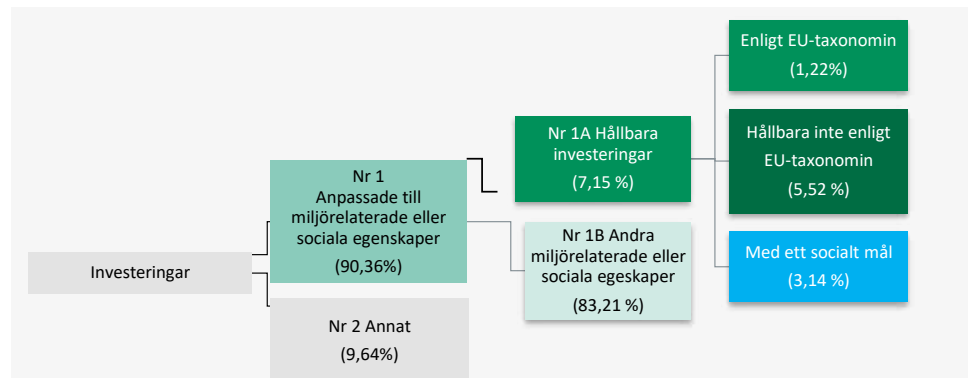 Investeringar
Nr 1
Anpassade till
miljörelaterade eller
sociala egenskaper
(90,36%)
Nr 2 Annat
(9,64%)
Nr 1A Hållbara
investeringar
(7,15 %)
Nr 1B Andra
miljörelaterade eller
sociala egeskaper
(83,21 %)
Enligt EU-taxonomin
(1,22%)
Hållbara inte enligt
EU-taxonomin
(5,52 %)
Med ett socialt mål
(3,14 %)